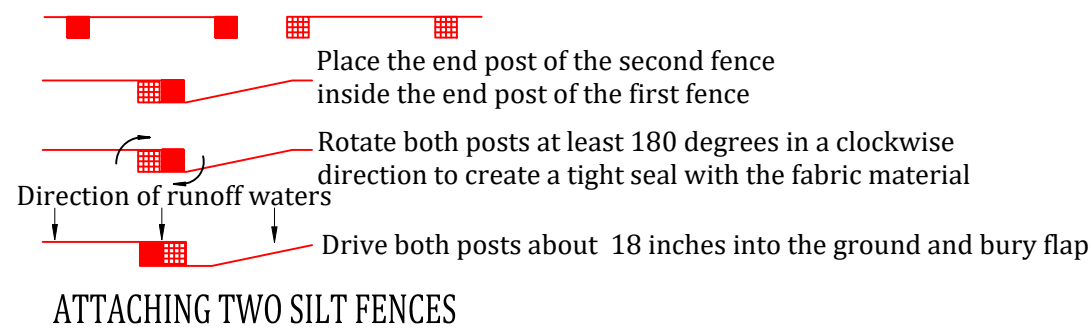 Place the end post of the second fence
inside the end post of the first fence
Rotate both posts at least 180 degrees in a clockwise
direction to create a tight seal with the fabric material
Direction of runoff waters
Drive both posts about 18 inches into the ground and bury flap
ATTACHING TWO SILT FENCES